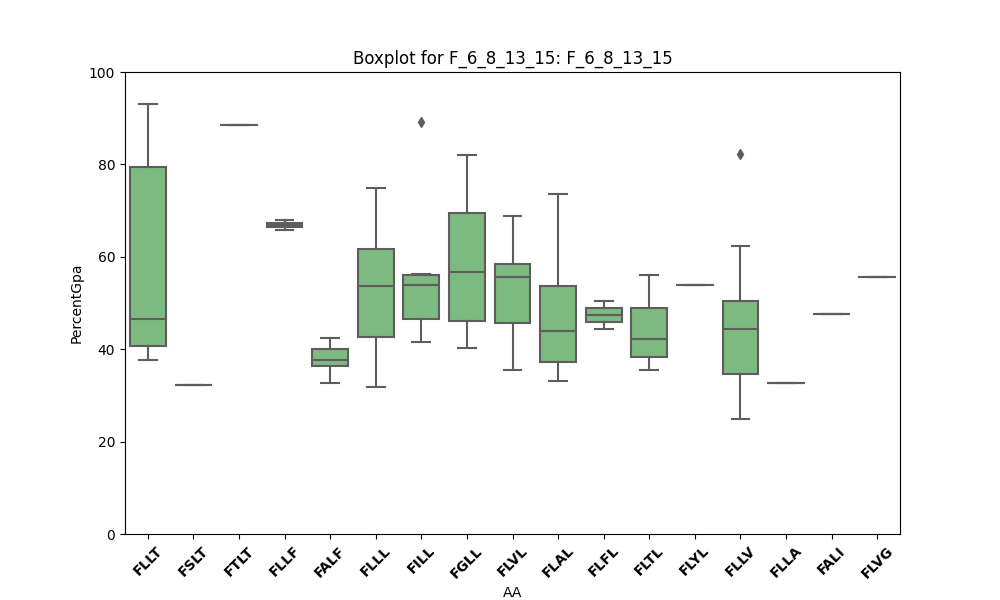 Boxplot for F_6_8_13_15: F_6_8_13_15
100
80
60
40
20
0
PercentGpa
FLLT FSLT FTLT FLLF FALF FLLL FILL FGLL FLVL FLAL FLFL FLTL FLYL FLLV FLLA FALI FLVG
AA